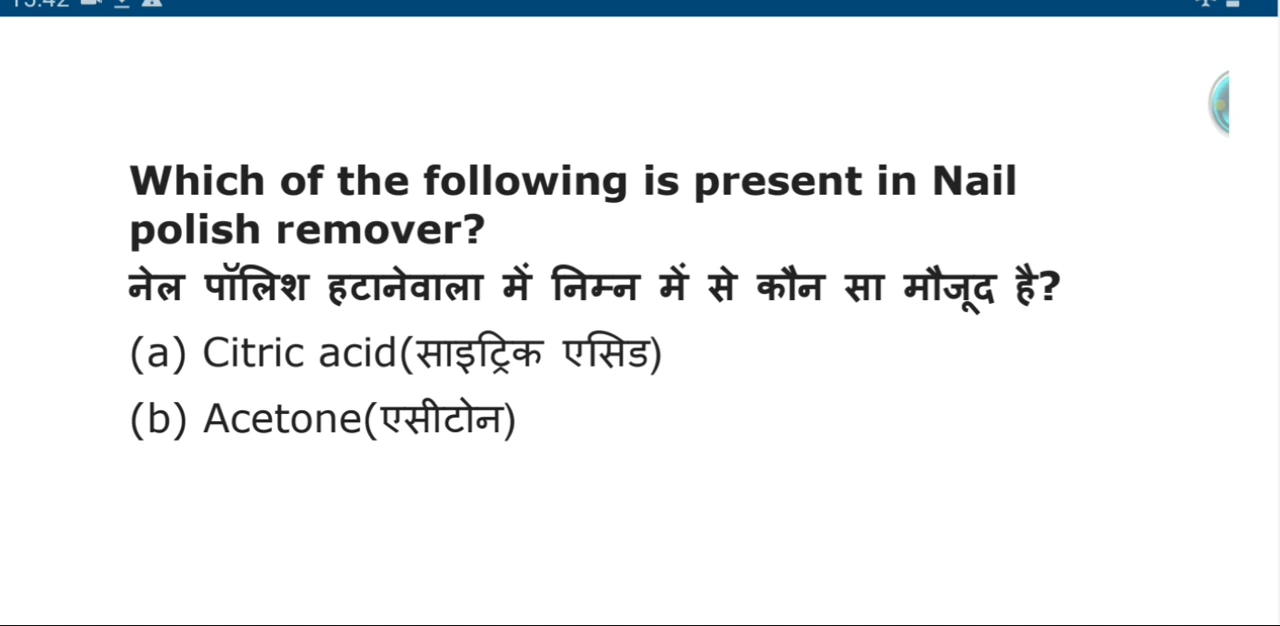 Which of the following is present in Nail
polish remover?
नेल पॉलिश हटानेवाला में निम्न में से कौन सा मौजूद है?
(a) Citric acid(साइट्रिक एसिड)
(b) Acetone(एसीटोन)